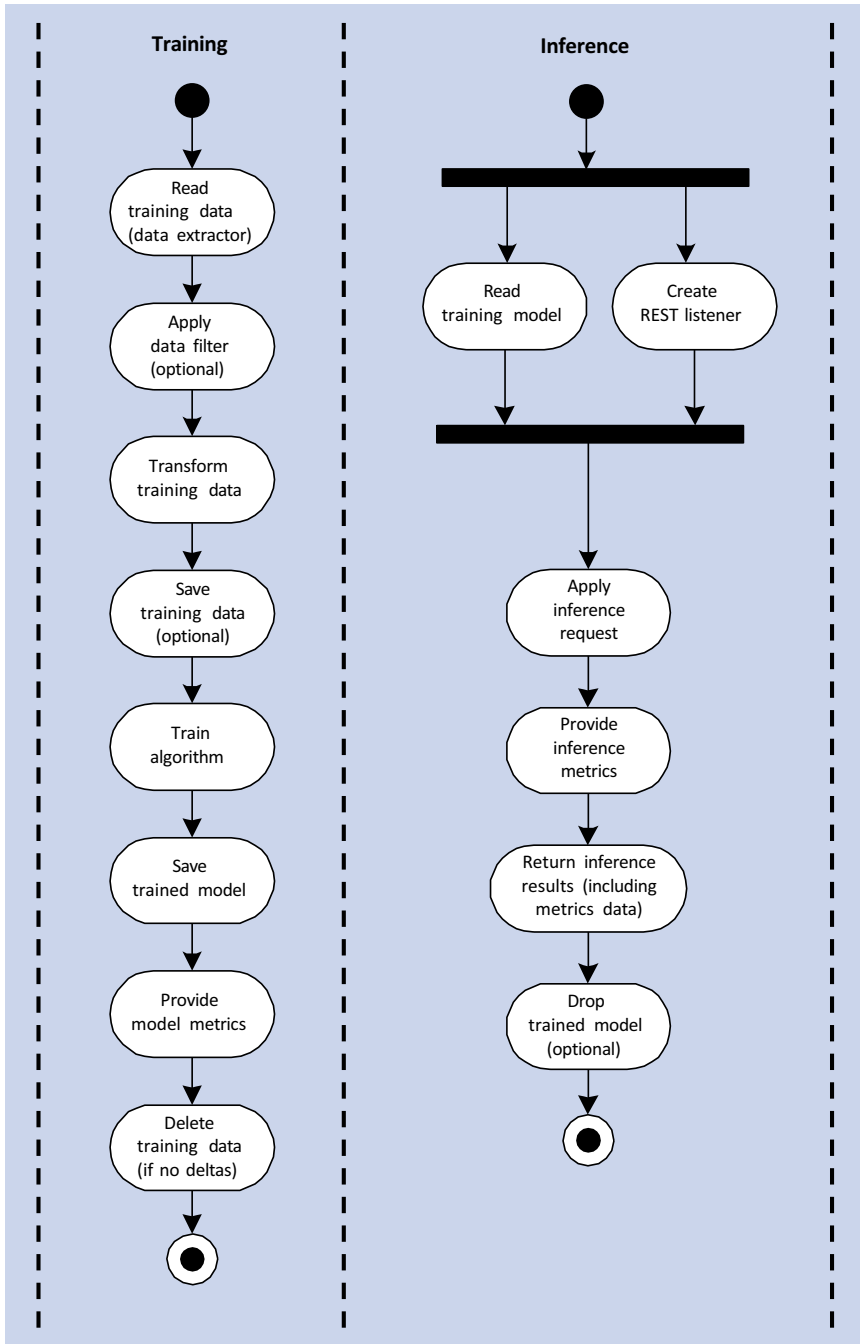 Training
Read
training data
(data extractor)
Apply
data filter
(optional)
Transform
training data
Save
training data
(optional)
Train
algorithm
Save
trained model
Provide
model metrics
Delete
training data
(if no deltas)
Inference
Read
training model
Create
REST listener
Apply
inference
request
Provide
inference
metrics
Return inference
results (including
metrics data)
Drop
trained model
(optional)